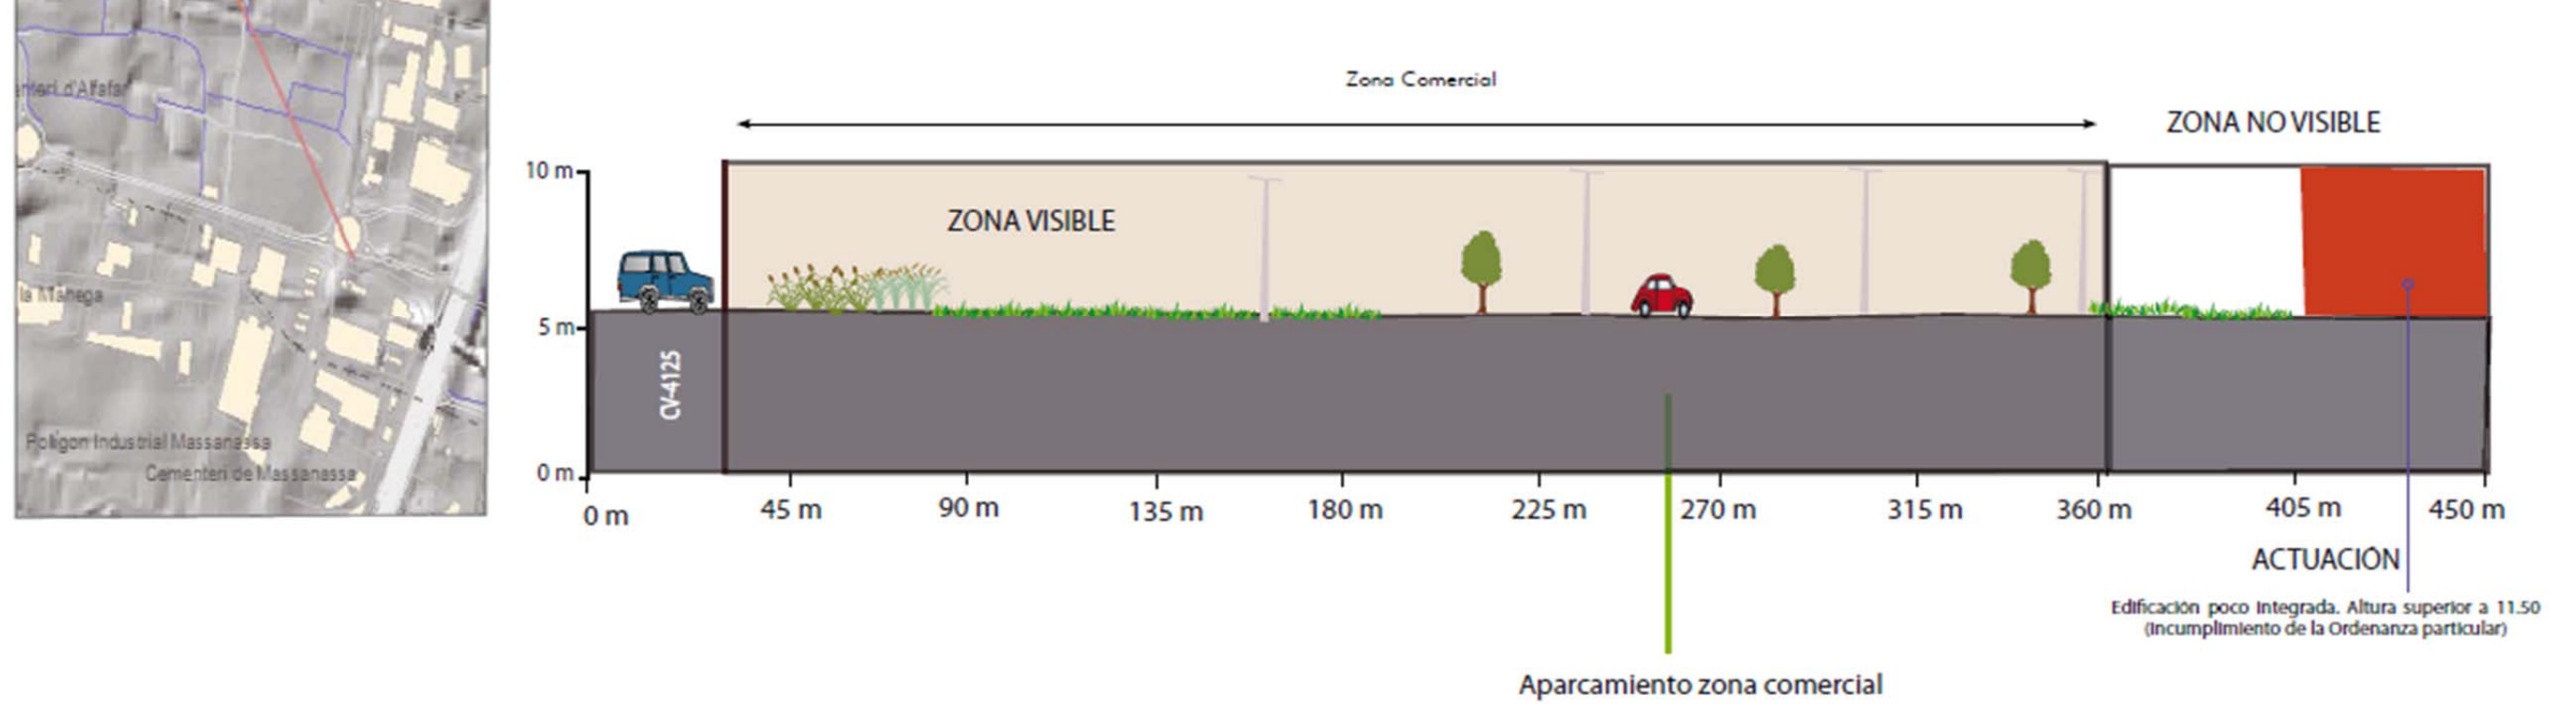 enteri d'Alfafar
la Mànega
Polígon Industrial Massanassa
Cementeri de Massanassa
Zona Comercial
ZONA NO VISIBLE
ZONA VISIBLE
10 m
5 m
0 m
CV-4125
0 m
45 m
90 m
135 m
180 m
225 m
270 m
315 m
360 m
405 m
450 m
ACTUACIÓN
Edificación poco integrada. Altura superior a 11.50
(incumplimiento de la Ordenanza particular)
Aparcamiento zona comercial